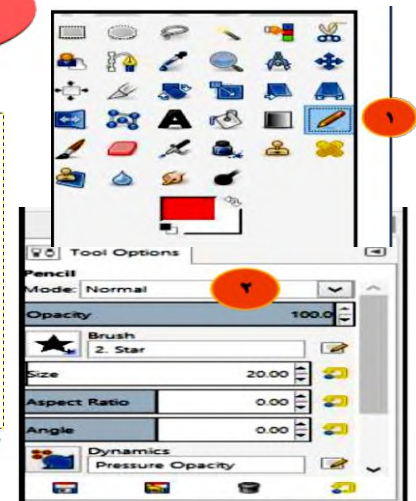 ١
Tool Options
Pencil
Mode: Normal
٢
Opacity 100.0
Brush
2. Star
Size 20.00
Aspect Ratio 0.00
Angle 0.00
Dynamics
Pressure Opacity